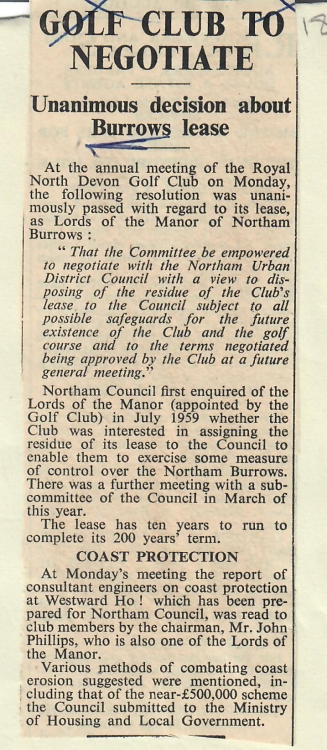 18
GOLF CLUB TO
NEGOTIATE
Unanimous decision about
Burrows lease
At the annual meeting of the Royal
North Devon Golf Club on Monday,
the following resolution was unani-
mously passed with regard to its lease,
as Lords of the Manor of Northam
Burrows :
“ That the Committee be empowered
to negotiate with the Northam Urban
District Council with a view to dis-
posing of the residue of the Club's
lease to the Council subject to all
possible safeguards for the future
existence of the Club and the golf
course and to the terms negotiated
being approved by the Club at a future
general meeting.”
Northam Council first enquired of the
Lords of the Manor (appointed by the
Golf Club) in July 1959 whether the
Club was interested in assigning the
residue of its lease to the Council to
enable them to exercise some measure
of control over the Northam Burrows.
There was a further meeting with a sub-
committee of the Council in March of
this year.
The lease has ten years to run to
complete its 200 years' term.
COAST PROTECTION
At Monday's meeting the report of
consultant engineers on coast protection
at Westward Ho ! which has been pre-
pared for Northam Council, was read to
club members by the chairman, Mr. John
Phillips, who is also one of the Lords of
the Manor.
Various methods of combating coast
erosion suggested were mentioned, in-
cluding that of the near-£500,000 scheme
the Council submitted to the Ministry
of Housing and Local Government.